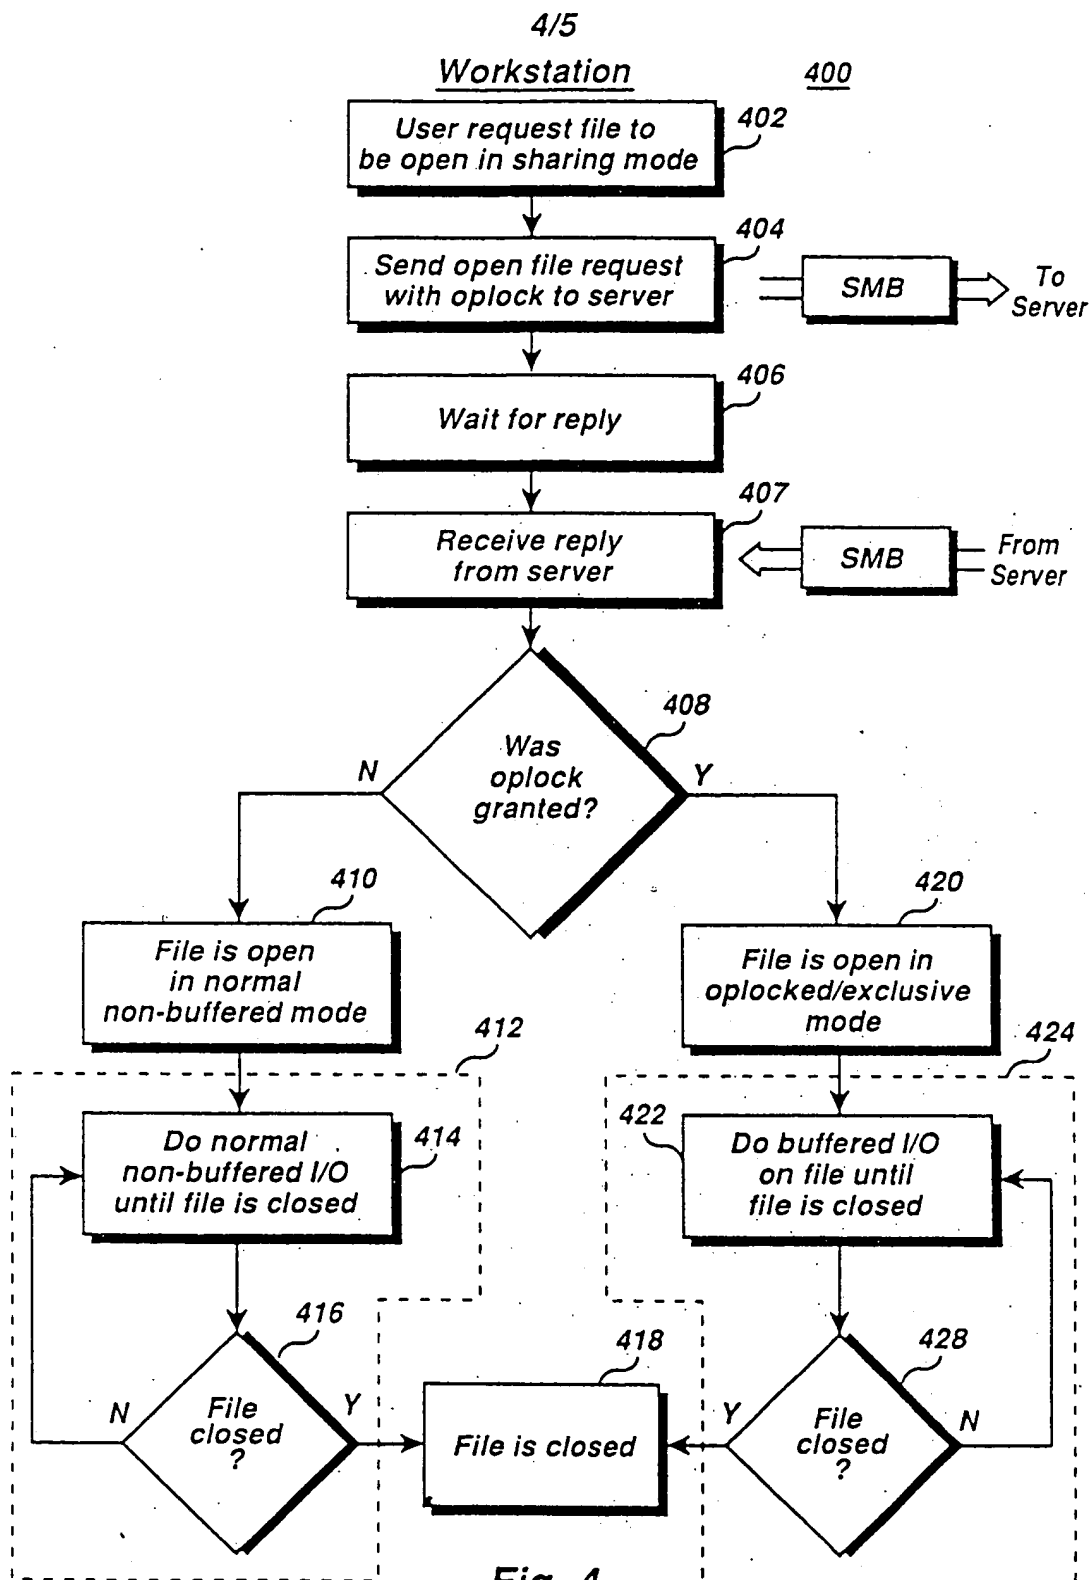 4/5
Workstation
400
User request file to
be open in sharing mode
402
Send open file request
with oplock to server
404
SMB
To
Server
Wait for reply
406
Receive reply
from server
407
SMB
From
Server
Was
oplock
granted?
408
N
Y
File is open
in normal
non-buffered mode
410
File is open in
oplocked/exclusive
mode
420
412
424
Do normal
non-buffered I/O
until file is closed
414
422
Do buffered I/O
on file until
file is closed
File
closed
?
416
N
Y
File is closed
418
File
closed
?
428
Y
N
Fig. 4